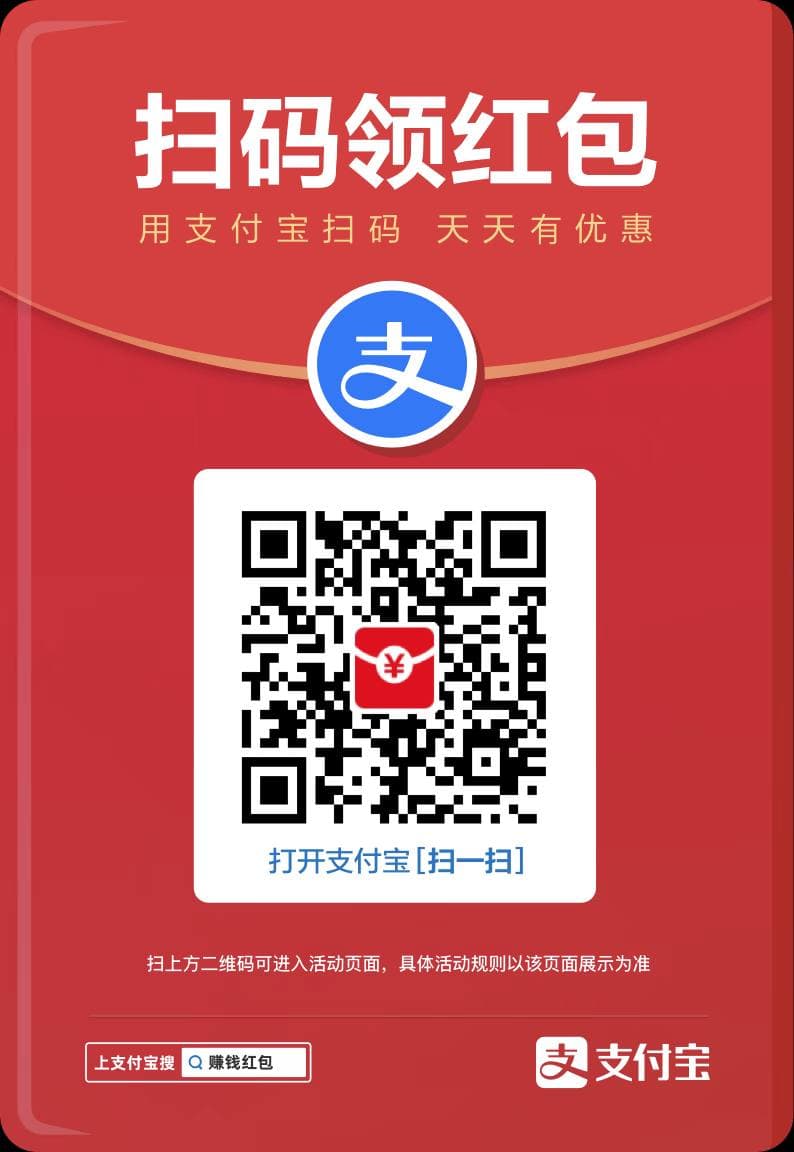 扫码领红包
用支付宝扫码 天天有优惠
支
¥
打开支付宝[扫一扫]
扫上方二维码可进入活动页面，具体活动规则以该页面展示为准
上支付宝搜 赚钱红包
支 支付宝